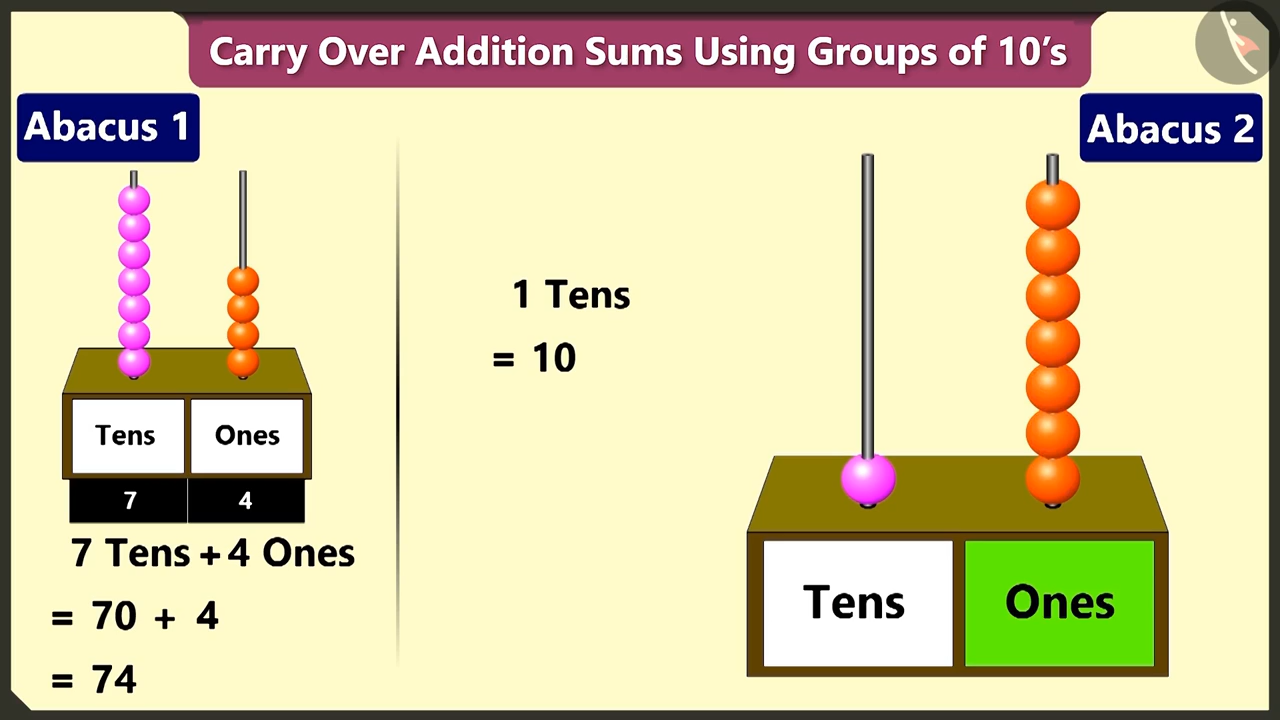 Carry Over Addition Sums Using Groups of 10's
Abacus 1
Tens Ones
7 4
7 Tens + 4 Ones
= 70 + 4
= 74
1 Tens
= 10
Abacus 2
Tens Ones